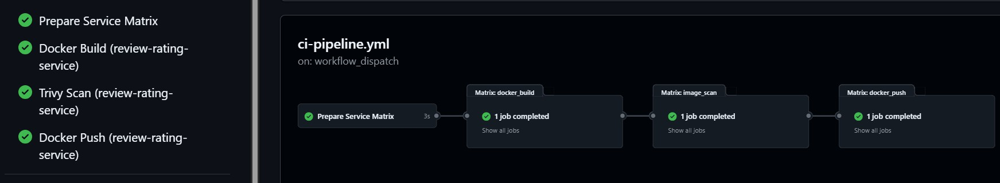 Prepare Service Matrix
Docker Build (review-rating-
service)
Trivy Scan (review-rating-
service)
Docker Push (review-rating-
service)
ci-pipeline.yml
on: workflow_dispatch
Prepare Service Matrix 3s
Matrix: docker_build
1 job completed
Show all jobs
Matrix: image_scan
1 job completed
Show all jobs
Matrix: docker_push
1 job completed
Show all jobs